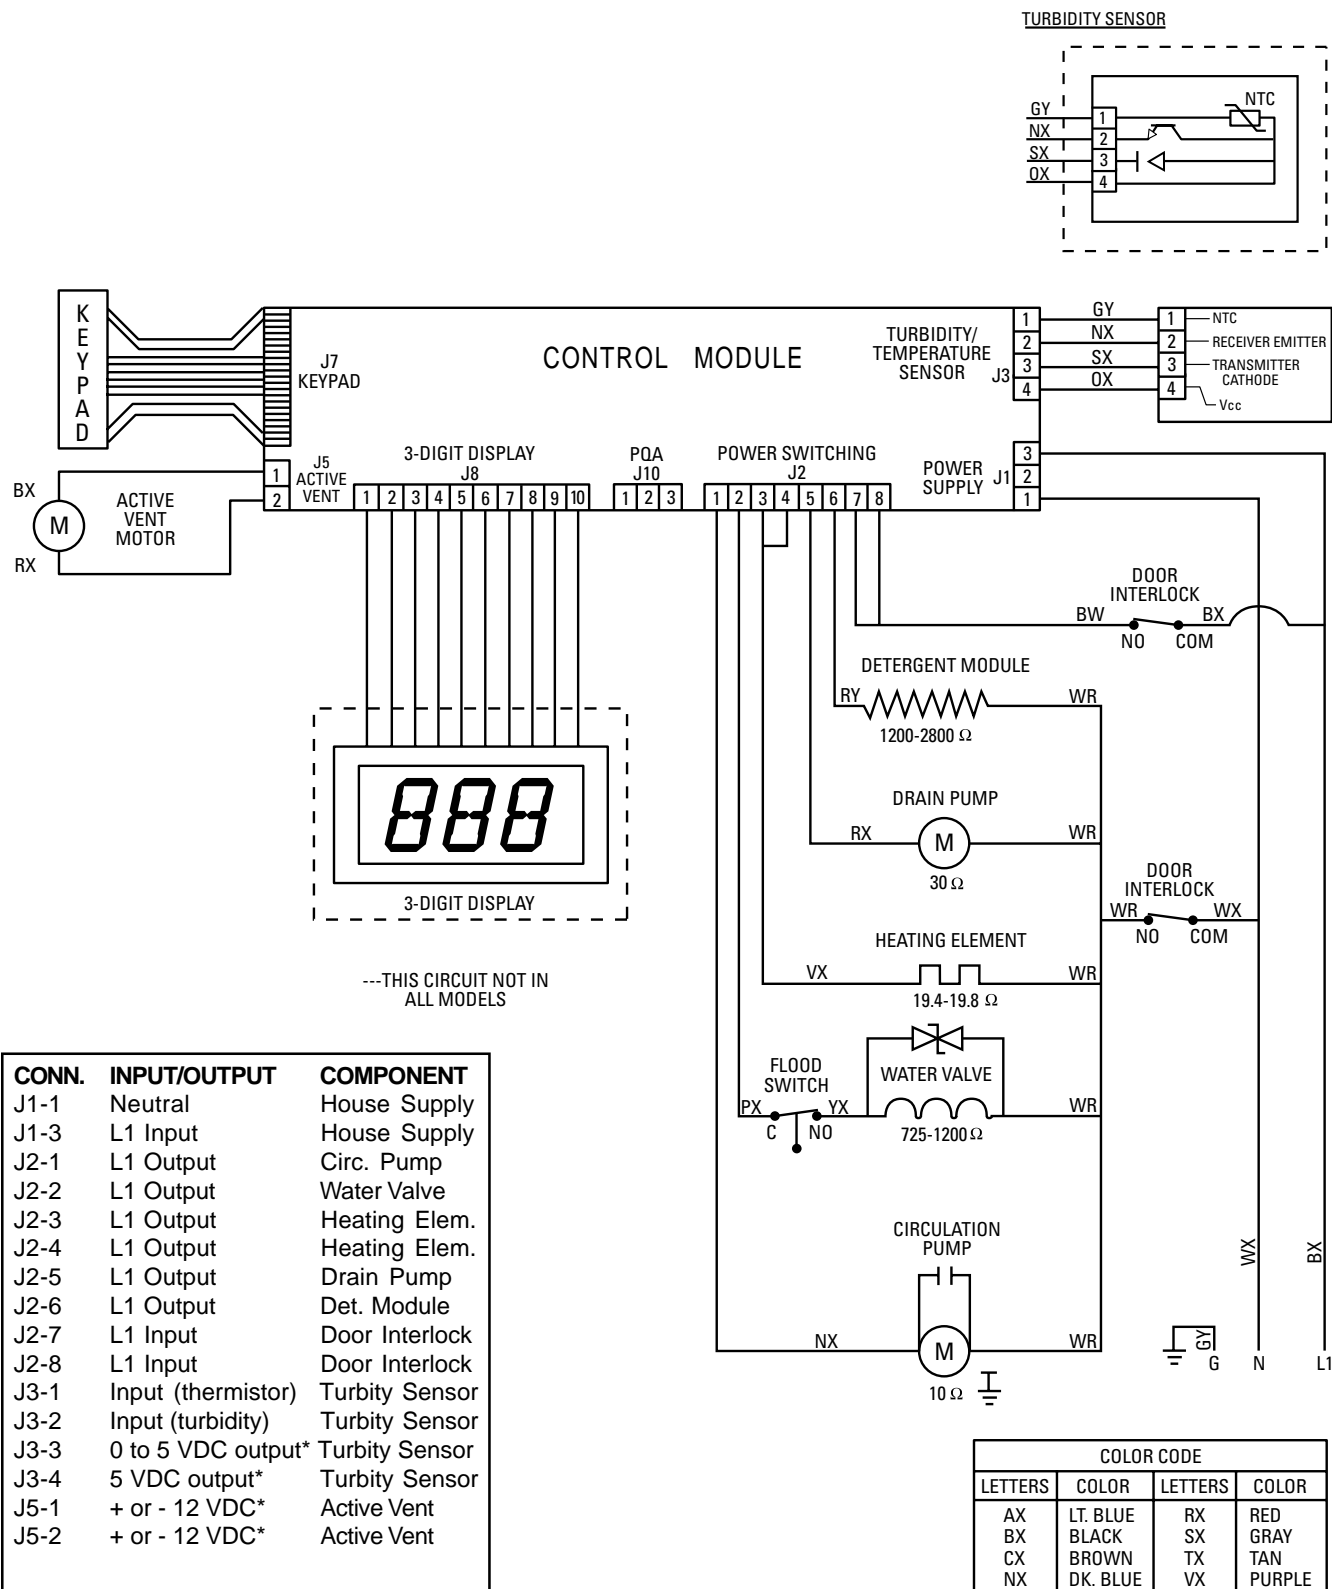 TURBIDITY SENSOR
NTC
GY
1
NX
2
SX
3
OX
4
K
E
Y
P
A
D
J7
KEYPAD
CONTROL MODULE
TURBIDITY/
TEMPERATURE
SENSOR
J3
1
2
3
4
GY
NX
SX
OX
1
2
3
4
NTC
RECEIVER EMITTER
TRANSMITTER
CATHODE
Vcc
BX
M
RX
ACTIVE
VENT
MOTOR
1
2
J5
ACTIVE
VENT
3-DIGIT DISPLAY
J8
1 2 3 4 5 6 7 8 9 10
PQA
J10
1 2 3
POWER SWITCHING
J2
1 2 3 4 5 6 7 8
POWER
SUPPLY
J1
3
2
1
DOOR
INTERLOCK
BW
BX
NO
COM
DETERGENT MODULE
RY
WR
1200-2800 Ω
888
3-DIGIT DISPLAY
DRAIN PUMP
RX
M
WR
30 Ω
DOOR
INTERLOCK
WR
WX
NO
COM
---THIS CIRCUIT NOT IN
ALL MODELS
HEATING ELEMENT
VX
WR
19.4-19.8 Ω
FLOOD
SWITCH
WATER VALVE
PX
YX
WR
C
NO
725-1200 Ω
CIRCULATION
PUMP
NX
M
WR
10 Ω
WX
BX
GY
G
N
L1
CONN. INPUT/OUTPUT COMPONENT
J1-1 Neutral House Supply
J1-3 L1 Input House Supply
J2-1 L1 Output Circ. Pump
J2-2 L1 Output Water Valve
J2-3 L1 Output Heating Elem.
J2-4 L1 Output Heating Elem.
J2-5 L1 Output Drain Pump
J2-6 L1 Output Det. Module
J2-7 L1 Input Door Interlock
J2-8 L1 Input Door Interlock
J3-1 Input (thermistor) Turbity Sensor
J3-2 Input (turbidity) Turbity Sensor
J3-3 0 to 5 VDC output* Turbity Sensor
J3-4 5 VDC output* Turbity Sensor
J5-1 + or - 12 VDC* Active Vent
J5-2 + or - 12 VDC* Active Vent
COLOR CODE
LETTERS COLOR LETTERS COLOR
AX LT. BLUE RX RED
BX BLACK SX GRAY
CX BROWN TX TAN
NX DK. BLUE VX PURPLE